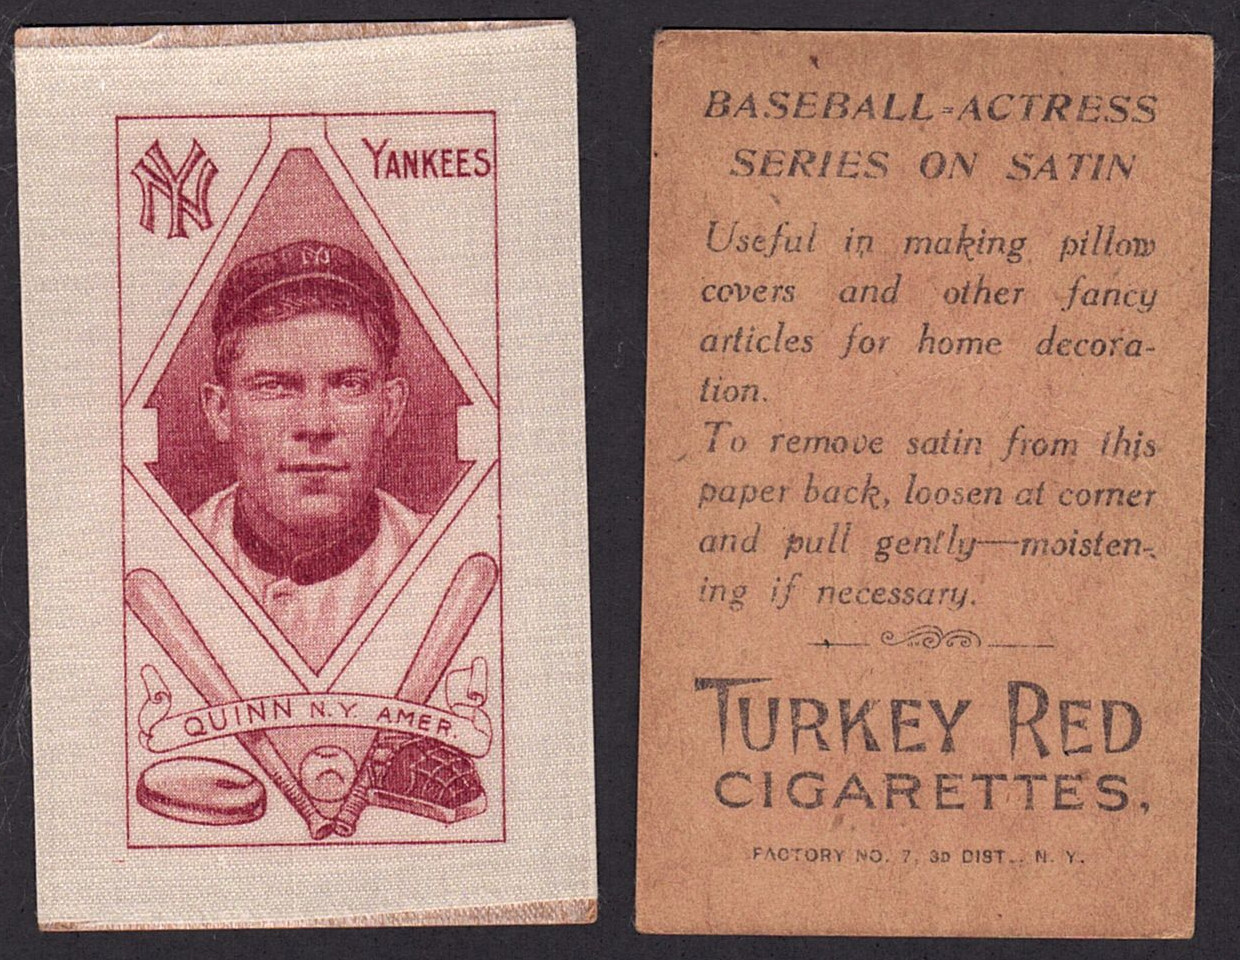 NY
YANKEES
NY
QUINN N.Y. AMER.
BASEBALL=ACTRESS
SERIES ON SATIN
Useful in making pillow
covers and other fancy
articles for home decora-
tion.
To remove satin from this
paper back, loosen at corner
and pull gently—moisten-
ing if necessary.
TURKEY RED
CIGARETTES,
FACTORY NO. 7, 3D DIST., N. Y.